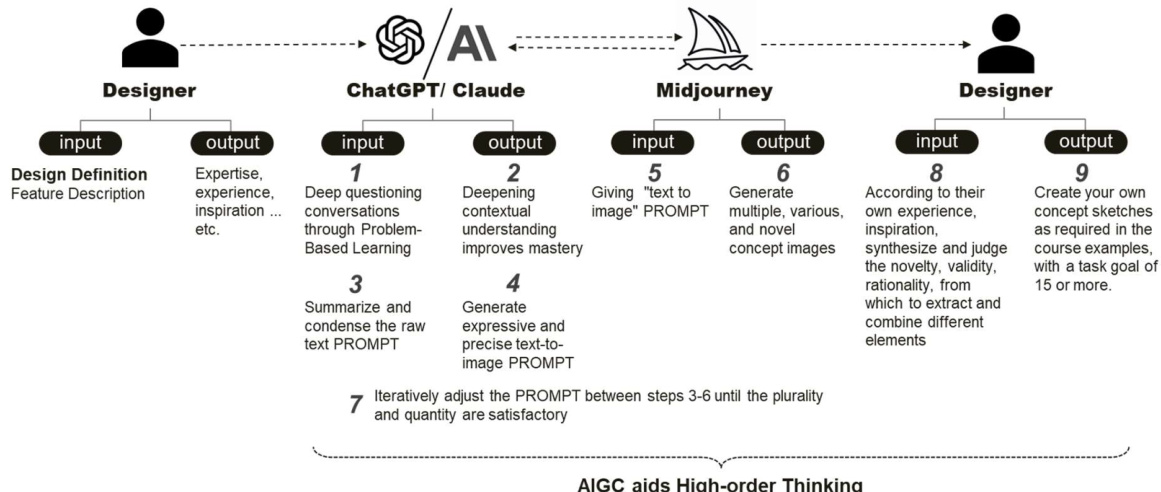 Designer
ChatGPT/ Claude
Midjourney
Designer
input
output
input
output
input
output
input
output
Design Definition
Feature Description
Expertise,
experience,
inspiration ...
etc.
1
Deep questioning
conversations
through Problem-
Based Learning
2
Deepening
contextual
understanding
improves mastery
3
Summarize and
condense the raw
text PROMPT
4
Generate
expressive and
precise text-to-
image PROMPT
5
Giving "text to
image" PROMPT
6
Generate
multiple, various,
and novel
concept images
7
Iteratively adjust the PROMPT between steps 3-6 until the plurality
and quantity are satisfactory
8
According to their
own experience,
inspiration,
synthesize and judge
the novelty, validity,
rationality, from
which to extract and
combine different
elements
9
Create your own
concept sketches
as required in the
course examples,
with a task goal of
15 or more.
AIGC aids High-order Thinking